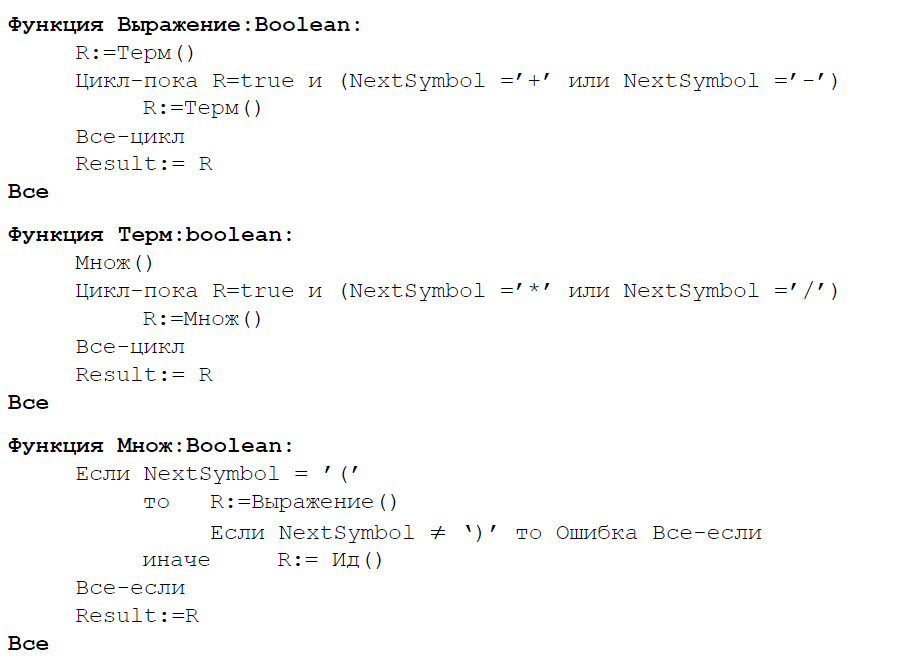 Функция Выражение:Boolean:
R:=Терм()
Цикл-пока R=true и (NextSymbol =’+’ или NextSymbol =’-’)
R:=Терм()
Все-цикл
Result:= R
Все
Функция Терм:boolean:
Множ()
Цикл-пока R=true и (NextSymbol =’*’ или NextSymbol =’/’)
R:=Множ()
Все-цикл
Result:= R
Все
Функция Множ:Boolean:
Если NextSymbol = ’(’
то R:=Выражение()
Если NextSymbol ≠ ‘)’ то Ошибка Все-если
иначе R:= Ид()
Все-если
Result:=R
Все